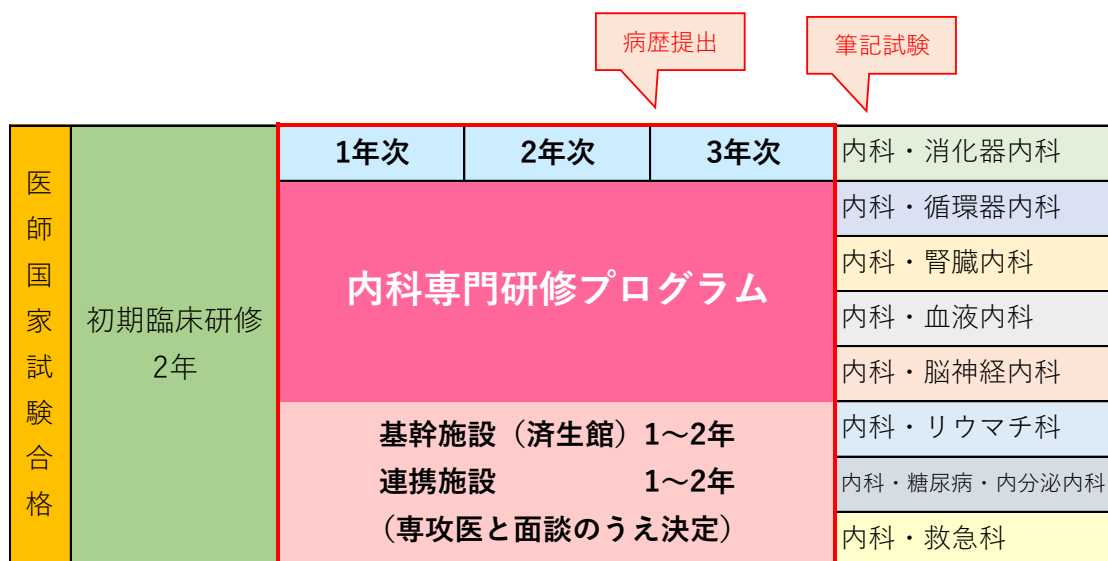 病歴提出
筆記試験
医師国家試験合格
初期臨床研修
2年
1年次
2年次
3年次
内科専門研修プログラム
基幹施設（済生館）1～2年
連携施設 1～2年
（専攻医と面談のうえ決定）
内科・消化器内科
内科・循環器内科
内科・腎臓内科
内科・血液内科
内科・脳神経内科
内科・リウマチ科
内科・糖尿病・内分泌内科
内科・救急科